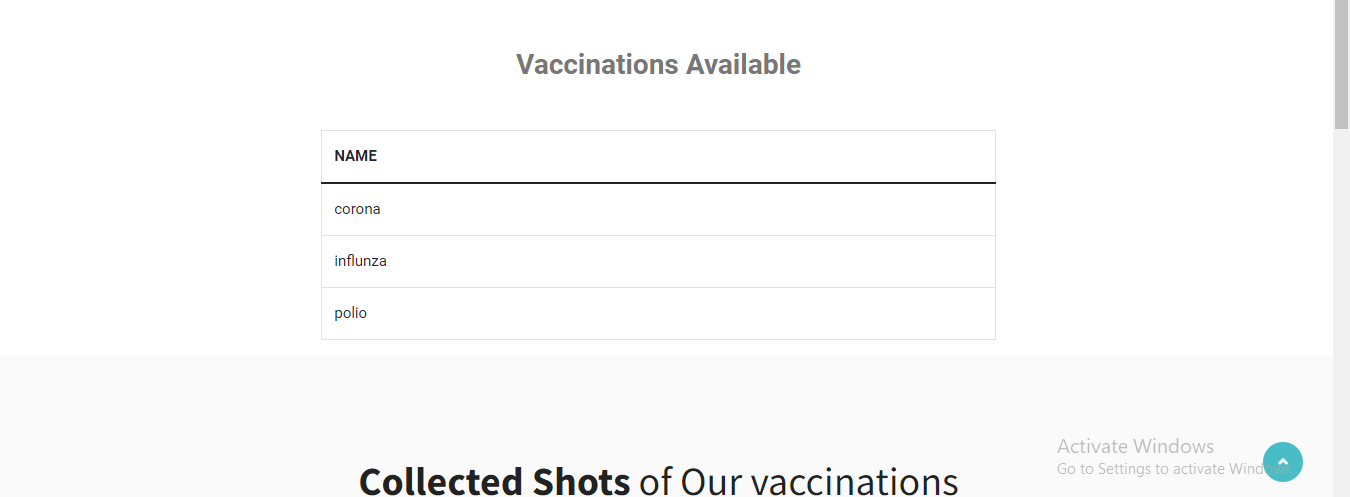 Vaccinations Available
NAME
corona
influnza
polio
Collected Shots of Our vaccinations
Activate Windows
Go to Settings to activate Windows.